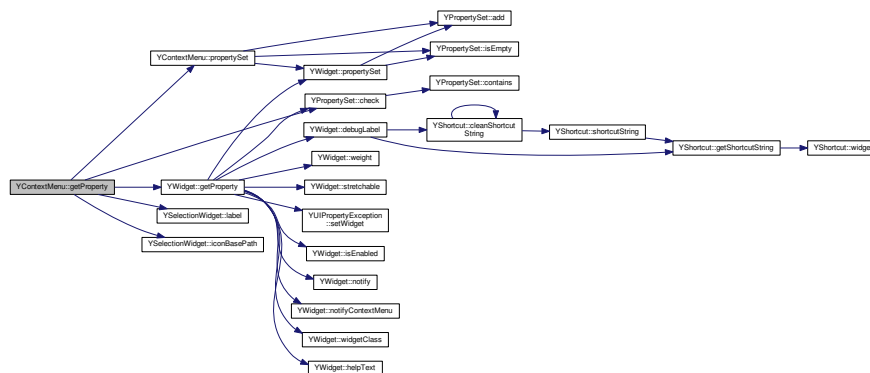 YPropertySet::add
YContextMenu::propertySet
YPropertySet::isEmpty
YWidget::propertySet
YPropertySet::contains
YPropertySet::check
YShortcut::cleanShortcut
String
YWidget::debugLabel
YShortcut::shortcutString
YShortcut::getShortcutString
YShortcut::widg
YWidget::weight
YContextMenu::getProperty
YWidget::getProperty
YWidget::stretchable
YSelectionWidget::label
YUIPropertyException
::setWidget
YSelectionWidget::iconBasePath
YWidget::isEnabled
YWidget::notify
YWidget::notifyContextMenu
YWidget::widgetClass
YWidget::helpText